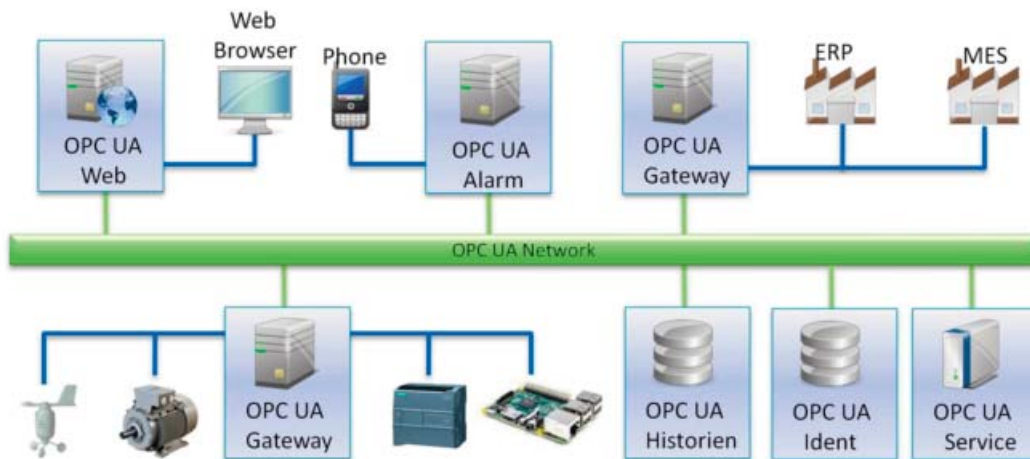 Web
Browser
Phone
ERP
MES
OPC UA
Web
OPC UA
Alarm
OPC UA
Gateway
OPC UA Network
OPC UA
Gateway
OPC UA
Historien
OPC UA
Ident
OPC UA
Service